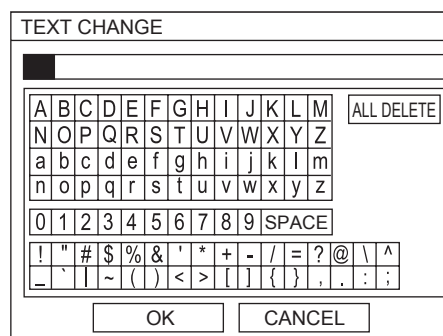 TEXT CHANGE
A B C D E F G H I J K L M ALL DELETE
N O P Q R S T U V W X Y Z
a b c d e f g h i j k l m
n o p q r s t u v w x y z
0 1 2 3 4 5 6 7 8 9 SPACE
! " # $ % & ' * + - / = ? @ \ ^
_ ` | ~ ( ) < > [ ] { } , . : ;
OK CANCEL